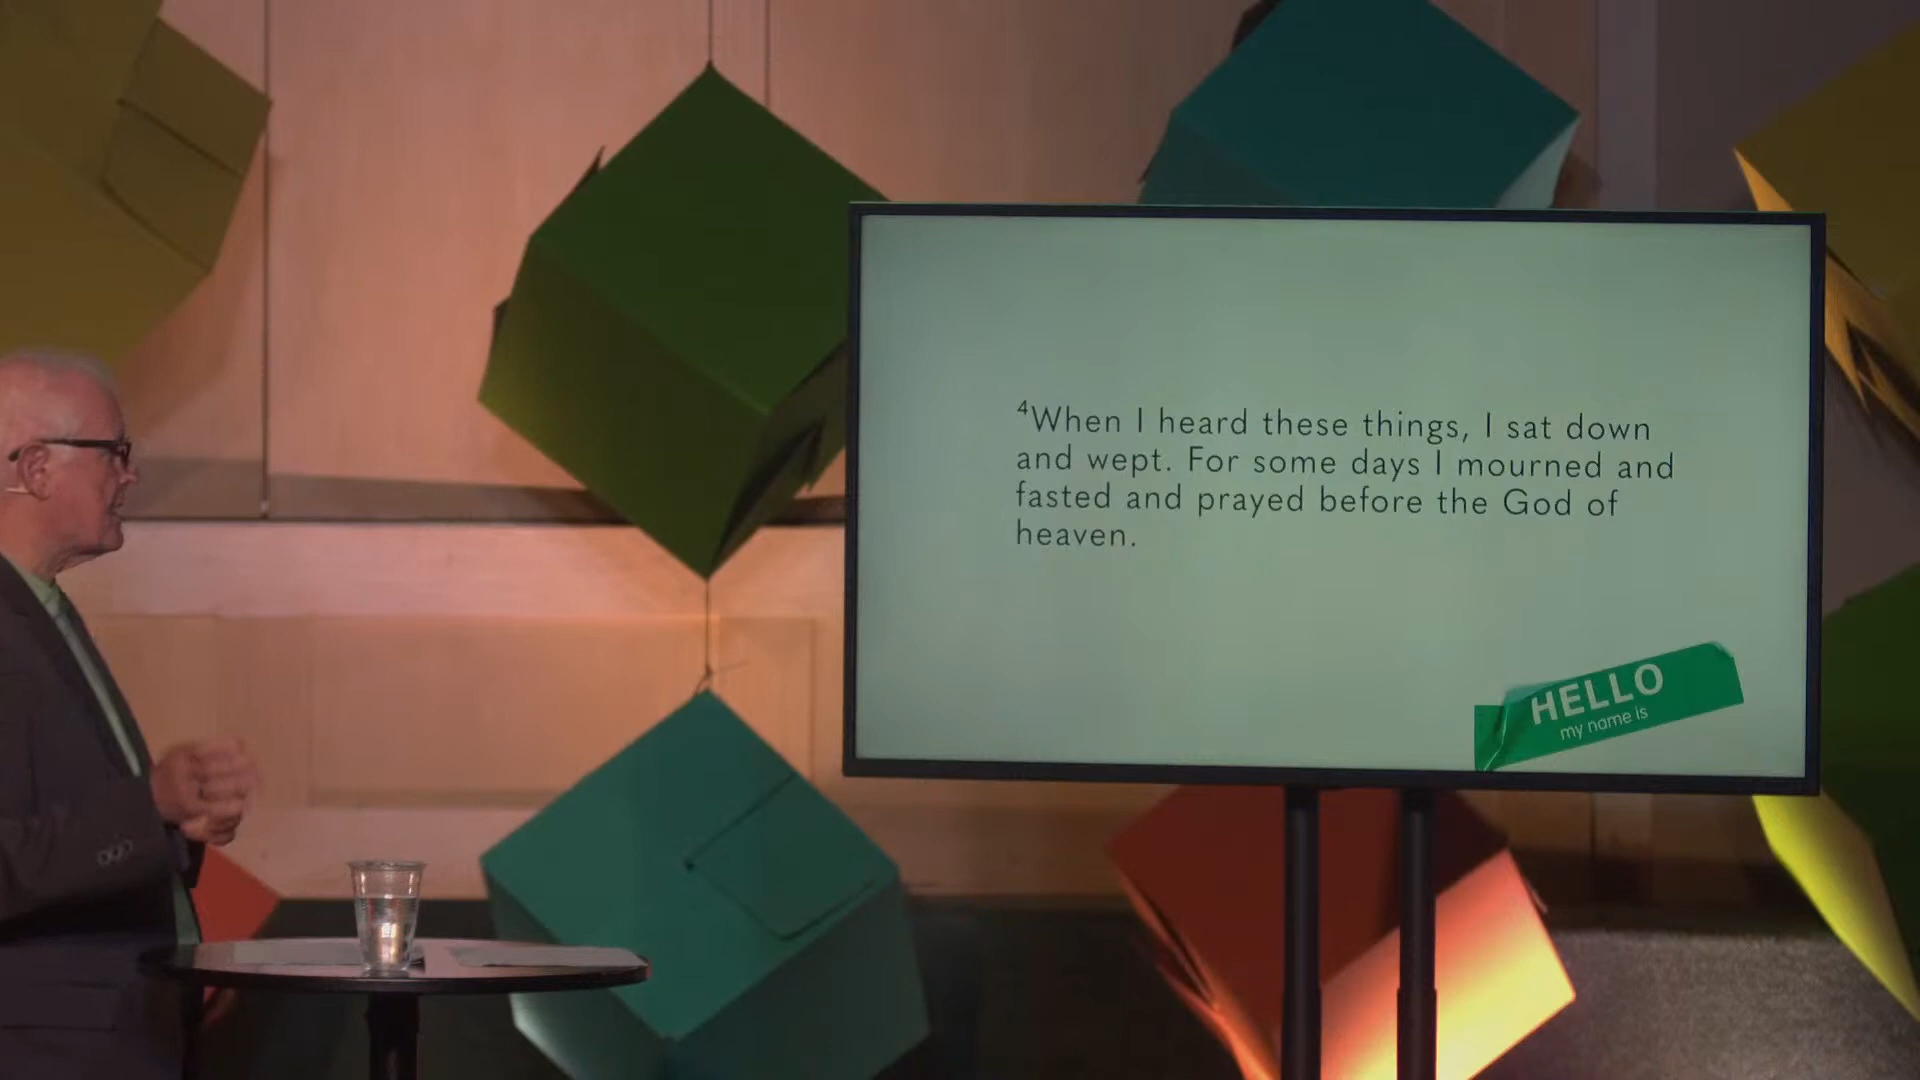 ⁴When I heard these things, I sat down
and wept. For some days I mourned and
fasted and prayed before the God of
heaven.
HELLO
my name is